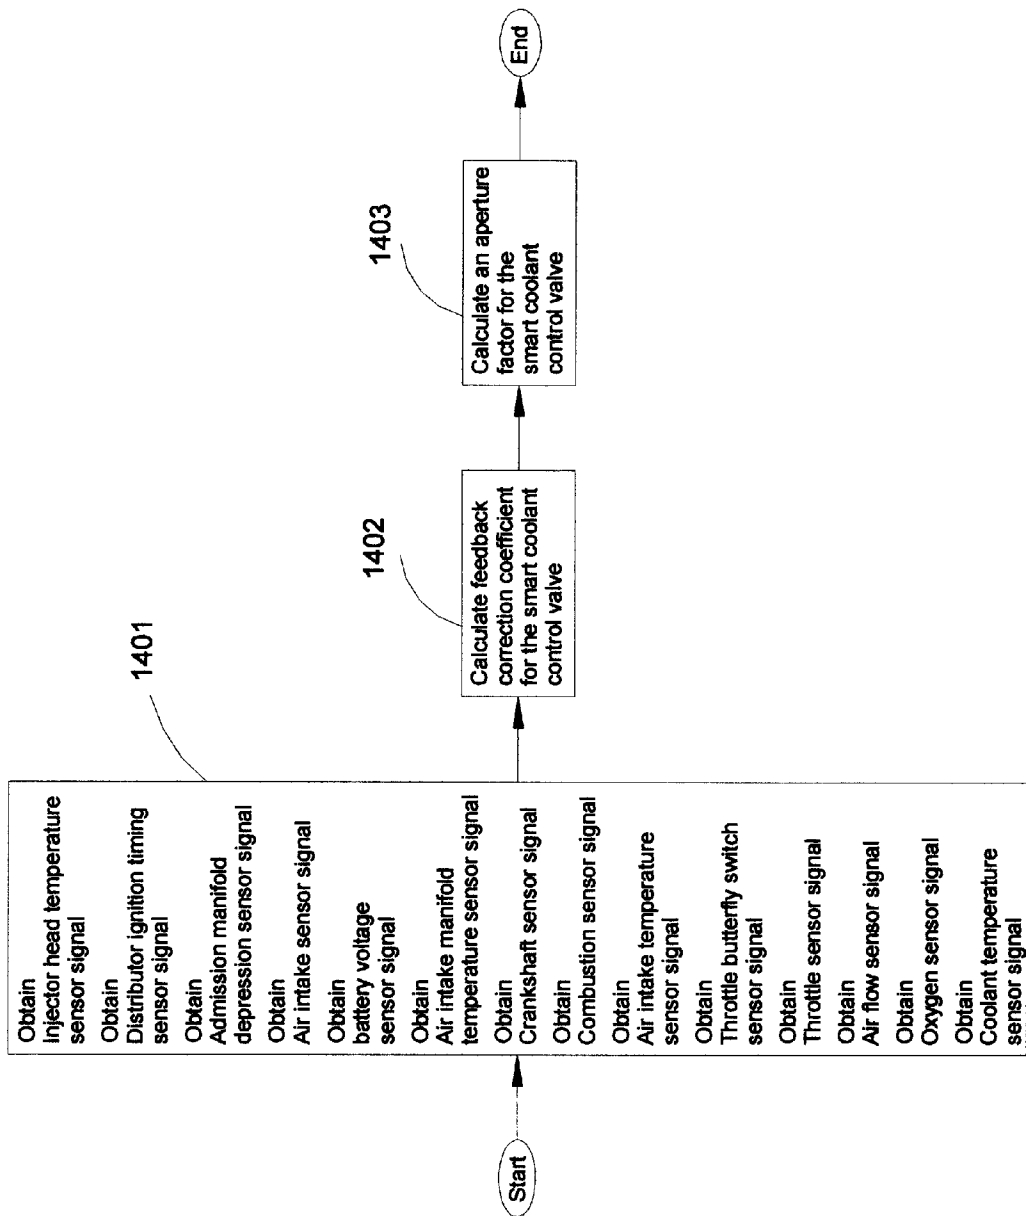 Start
1401
Obtain
Injector head temperature
sensor signal
Obtain
Distributor ignition timing
sensor signal
Obtain
Admission manifold
depression sensor signal
Obtain
Air intake sensor signal
Obtain
battery voltage
sensor signal
Obtain
Air intake manifold
temperature sensor signal
Obtain
Crankshaft sensor signal
Obtain
Combustion sensor signal
Obtain
Air intake temperature
sensor signal
Obtain
Throttle butterfly switch
sensor signal
Obtain
Throttle sensor signal
Obtain
Air flow sensor signal
Obtain
Oxygen sensor signal
Obtain
Coolant temperature
sensor signal
1402
Calculate feedback
correction coefficient
for the smart coolant
control valve
1403
Calculate an aperture
factor for the
smart coolant
control valve
End